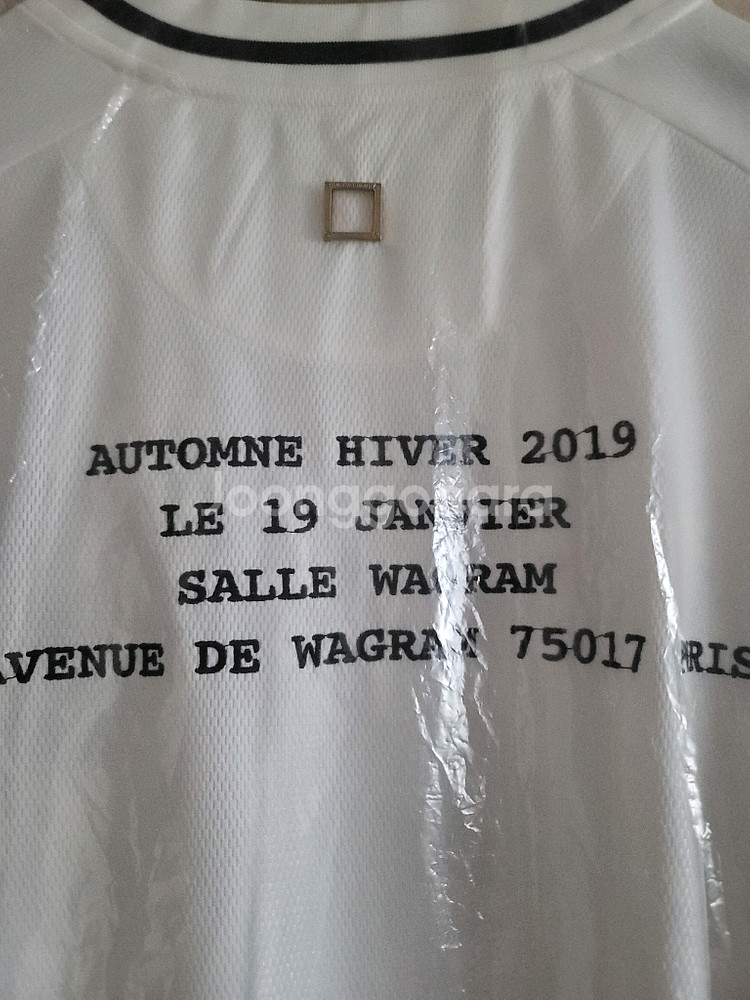 AUTOMNE HIVER 2019
LE 19 JANVIER
SALLE WAGRAM
AVENUE DE WAGRAM 75017